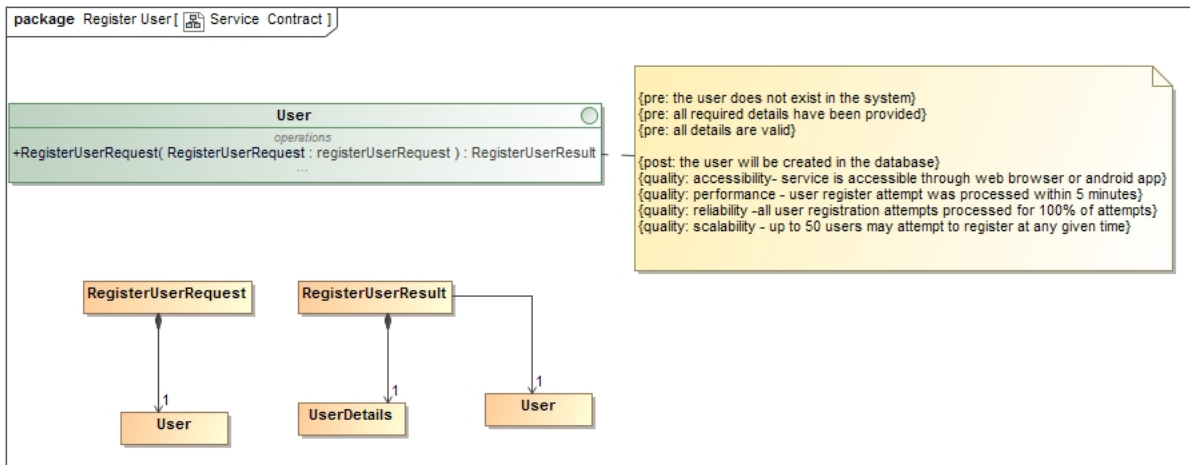 package Register User [ Service Contract ]
User
operations
+RegisterUserRequest( RegisterUserRequest : registerUserRequest ) : RegisterUserResult
...
{pre: the user does not exist in the system}
{pre: all required details have been provided}
{pre: all details are valid}
{post: the user will be created in the database}
{quality: accessibility- service is accessible through web browser or android app}
{quality: performance - user register attempt was processed within 5 minutes}
{quality: reliability -all user registration attempts processed for 100% of attempts}
{quality: scalability - up to 50 users may attempt to register at any given time}
RegisterUserRequest
RegisterUserResult
1
1
1
User
UserDetails
User